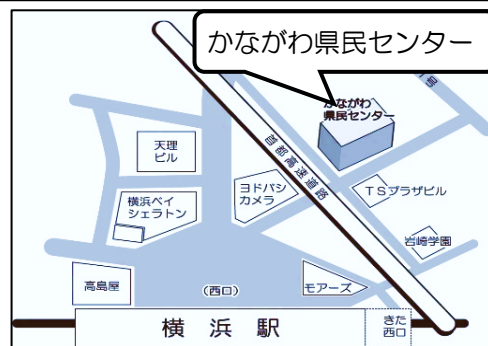 かながわ県民センター
かながわ
県民センター
号
首都高速道路
天理
ビル
ヨドバシ
カメラ
横浜ベイ
シェラトン
TSプラザビル
岩崎学園
高島屋
(西口)
モアーズ
横浜駅
きた
西口